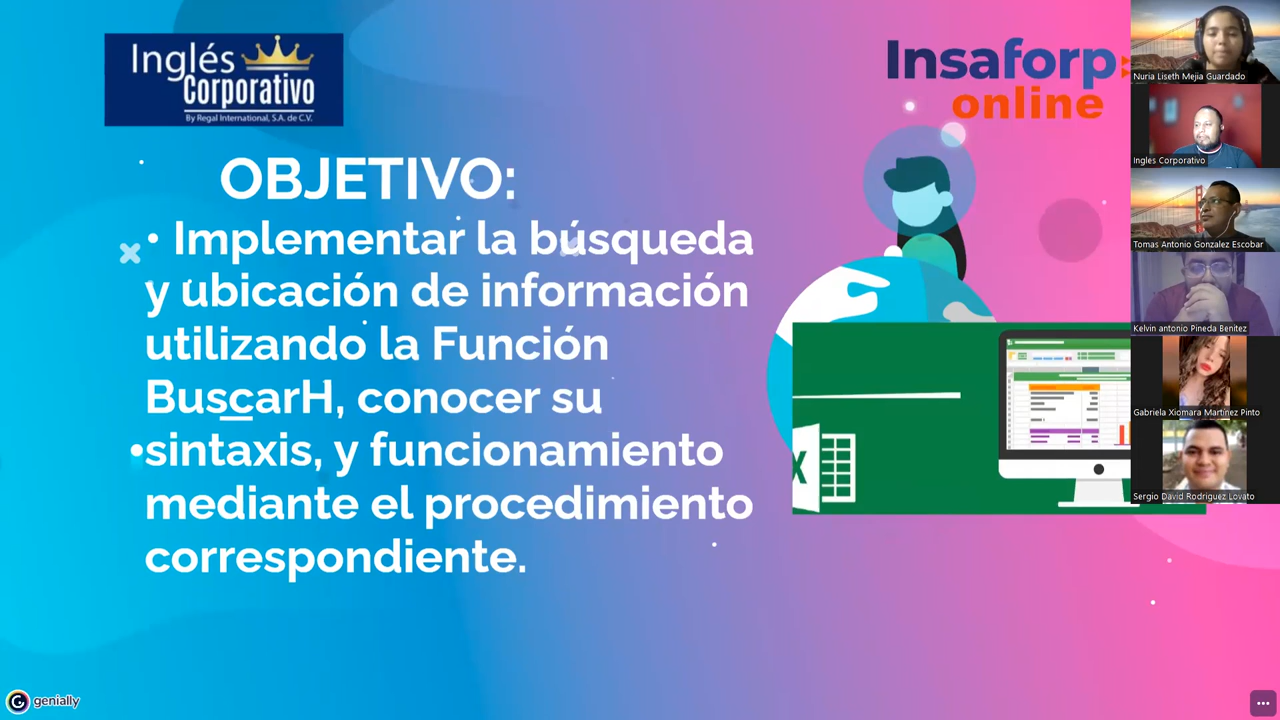 Inglés
Corporativo
By Regal International, S.A. de C.V.
Insaforp
online
OBJETIVO:
• Implementar la búsqueda
y ubicación de información
utilizando la Función
BuscarH, conocer su
•sintaxis, y funcionamiento
mediante el procedimiento
correspondiente.
X
Nuria Liseth Mejia Guardado
Ingles Corporativo
Tomas Antonio Gonzalez Escobar
Kelvin antonio Pineda Benitez
Gabriela Xiomara Martínez Pinto
Sergio David Rodriguez Lovato
genially